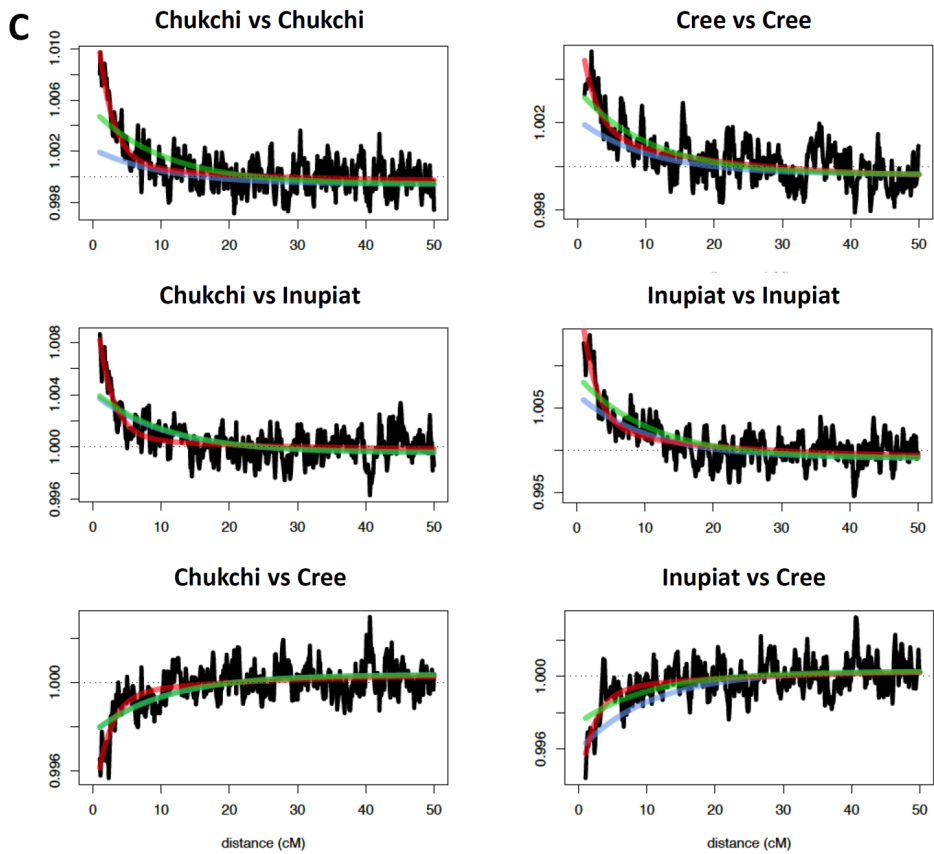 C
Chukchi vs Chukchi
Cree vs Cree
1.010
1.006
1.002
0.998
1.002
0.998
0 10 20 30 40 50
0 10 20 30 40 50
Chukchi vs Inupiat
Inupiat vs Inupiat
1.008
1.004
1.000
0.996
1.005
0.995
0 10 20 30 40 50
0 10 20 30 40 50
Chukchi vs Cree
Inupiat vs Cree
1.000
0.996
1.000
0.996
0 10 20 30 40 50
0 10 20 30 40 50
distance (cM)
distance (cM)